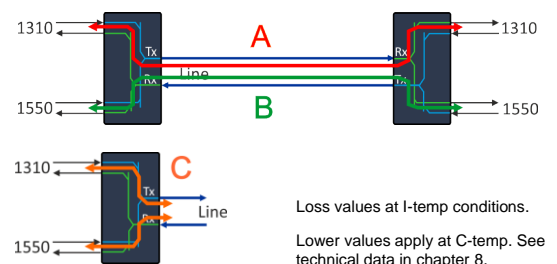 1310
1550
Tx
Rx
Line
A
B
Rx
Tx
1310
1550
C
1310
1550
Tx
Rx
Line
Loss values at I-temp conditions.
Lower values apply at C-temp. See
technical data in chapter 8.